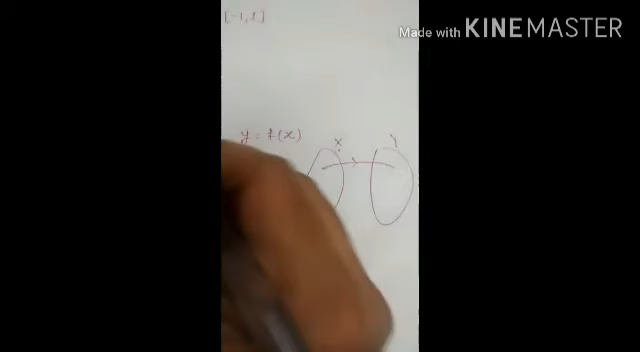 [-1, 1]
Made with KINEMASTER
y = f(x)
X Y